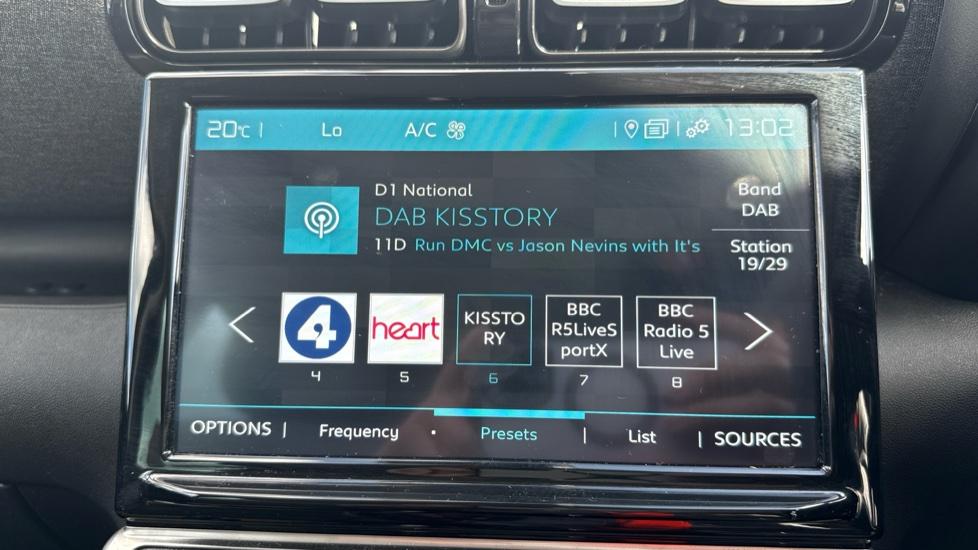 20°C | Lo A/C 13:02
D1 National
DAB KISSTORY
11D Run DMC vs Jason Nevins with It's
Band
DAB
Station
19/29
4
heart
KISSTO
RY
BBC
R5LiveS
portX
BBC
Radio 5
Live
4 5 6 7 8
OPTIONS | Frequency · Presets | List | SOURCES